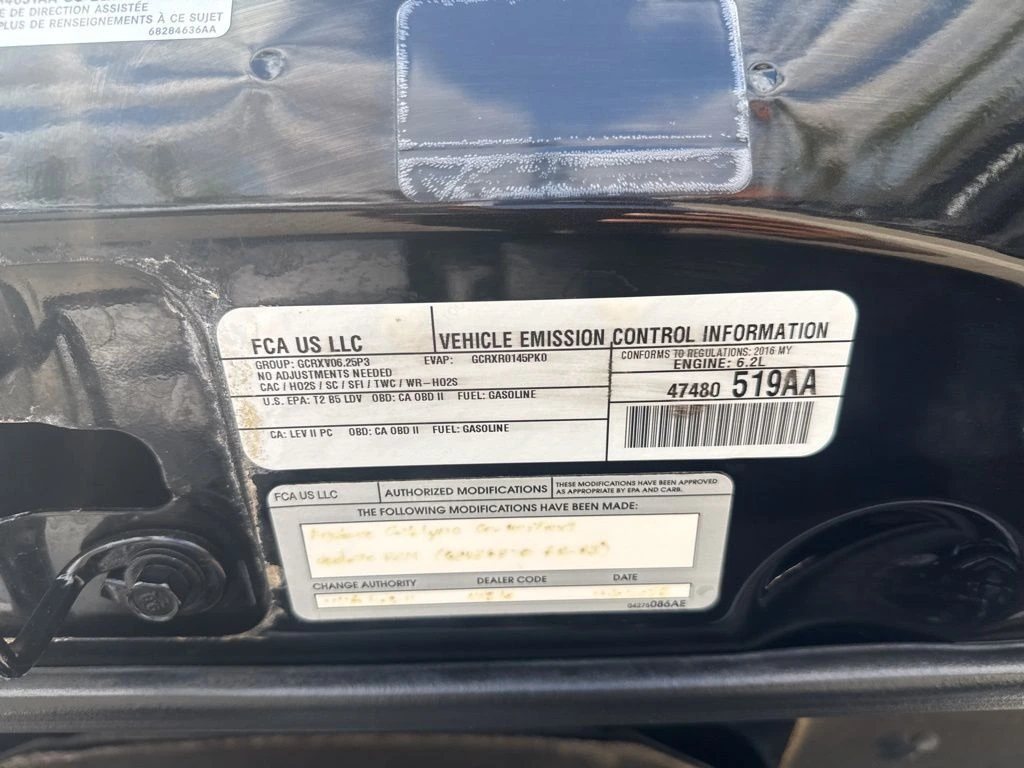 E DE DIRECTION ASSISTÉE
PLUS DE RENSEIGNEMENTS À CE SUJET
68284636AA
FCA US LLC
VEHICLE EMISSION CONTROL INFORMATION
GROUP: GCRXV06.25P3 EVAP: GCRXR0145PK0
NO ADJUSTMENTS NEEDED
CAC / HO2S / SC / SFI / TWC / WR-HO2S
U.S. EPA: T2 B5 LDV OBD: CA OBD II FUEL: GASOLINE
CA: LEV II PC OBD: CA OBD II FUEL: GASOLINE
CONFORMS TO REGULATIONS: 2016 MY
ENGINE: 6.2L
47480 519AA
FCA US LLC
AUTHORIZED MODIFICATIONS
THESE MODIFICATIONS HAVE BEEN APPROVED
AS APPROPRIATE BY EPA AND CARB.
THE FOLLOWING MODIFICATIONS HAVE BEEN MADE:
CHANGE AUTHORITY DEALER CODE DATE
04275086AE